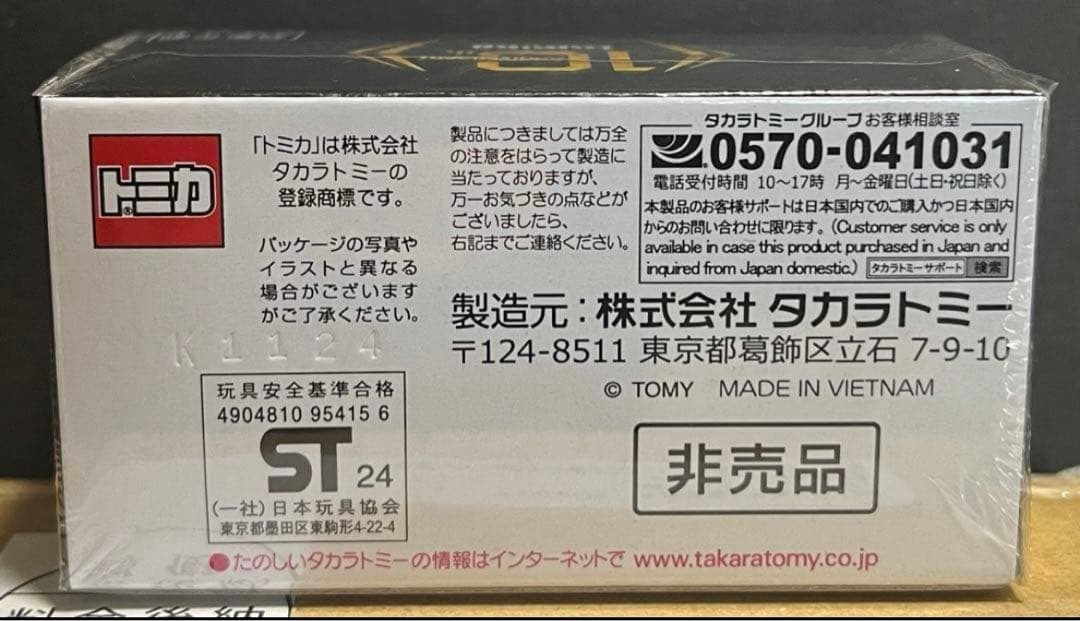 10
トミカ
「トミカ」は株式会社
タカラトミーの
登録商標です。
パッケージの写真や
イラストと異なる
場合がございます
がご了承ください。
K1124
製品につきましては万全
の注意をはらって製造に
当たっておりますが、
万一お気づきの点などが
ございましたら、
右記までご連絡ください。
タカラトミーグループ お客様相談室
0570-041031
電話受付時間 10〜17時 月〜金曜日(土日・祝日除く)
本製品のお客様サポートは日本国内でのご購入かつ日本国内
からのお問い合わせに限ります。(Customer service is only
available in case this product purchased in Japan and
inquired from Japan domestic.) タカラトミーサポート 検索
製造元:株式会社 タカラトミー
〒124-8511 東京都葛飾区立石 7-9-10
© TOMY MADE IN VIETNAM
玩具安全基準合格
4904810 95415 6
ST 24
(一社)日本玩具協会
東京都墨田区東駒形4-22-4
非売品
●たのしいタカラトミーの情報はインターネットで www.takaratomy.co.jp
料金後納